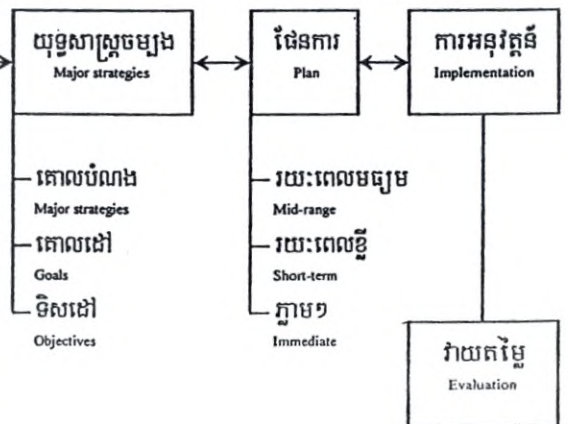 យុទ្ធសាស្ត្រចម្បង
Major strategies
ផែនការ
Plan
ការអនុវត្តន៍
Implementation
គោលបំណង
Major strategies
គោលដៅ
Goals
ទិសដៅ
Objectives
រយៈពេលមធ្យម
Mid-range
រយៈពេលខ្លី
Short-term
ភ្លាមៗ
Immediate
វាយតម្លៃ
Evaluation